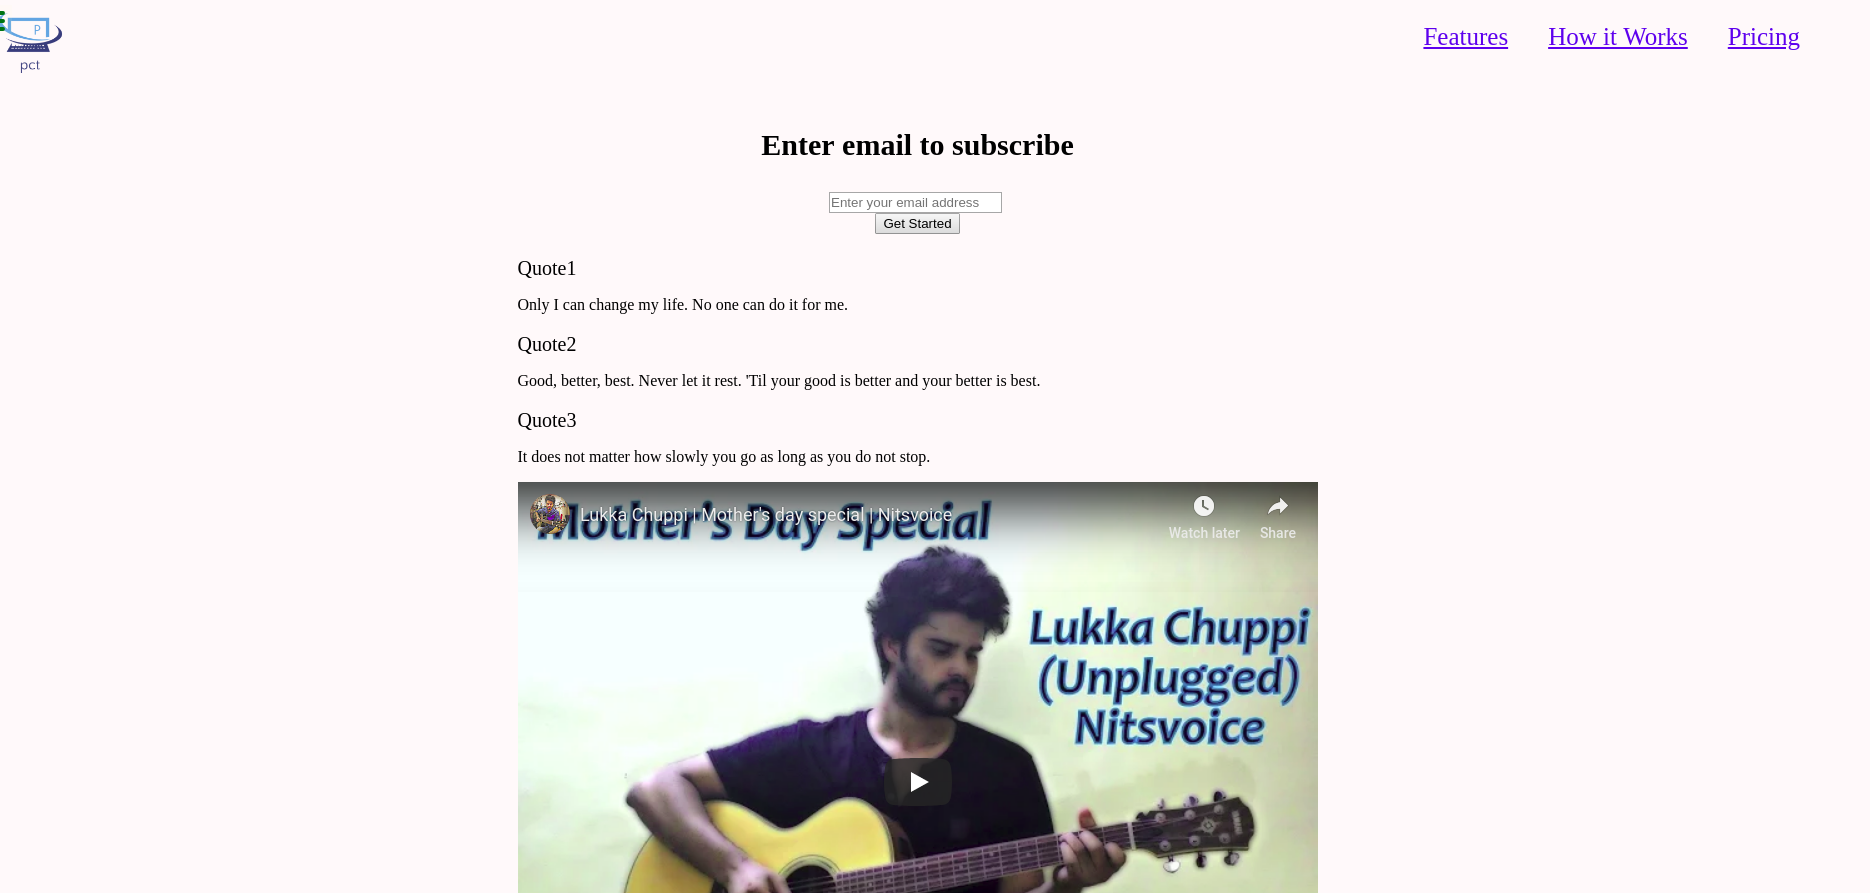 P
pct
Features How it Works Pricing
Enter email to subscribe
Enter your email address
Get Started
Quote1
Only I can change my life. No one can do it for me.
Quote2
Good, better, best. Never let it rest. 'Til your good is better and your better is best.
Quote3
It does not matter how slowly you go as long as you do not stop.
Mother's Day Special
Lukka Chuppi | Mother's day special | Nitsvoice
Watch later Share
Lukka Chuppi
(Unplugged)
Nitsvoice
YAMAHA